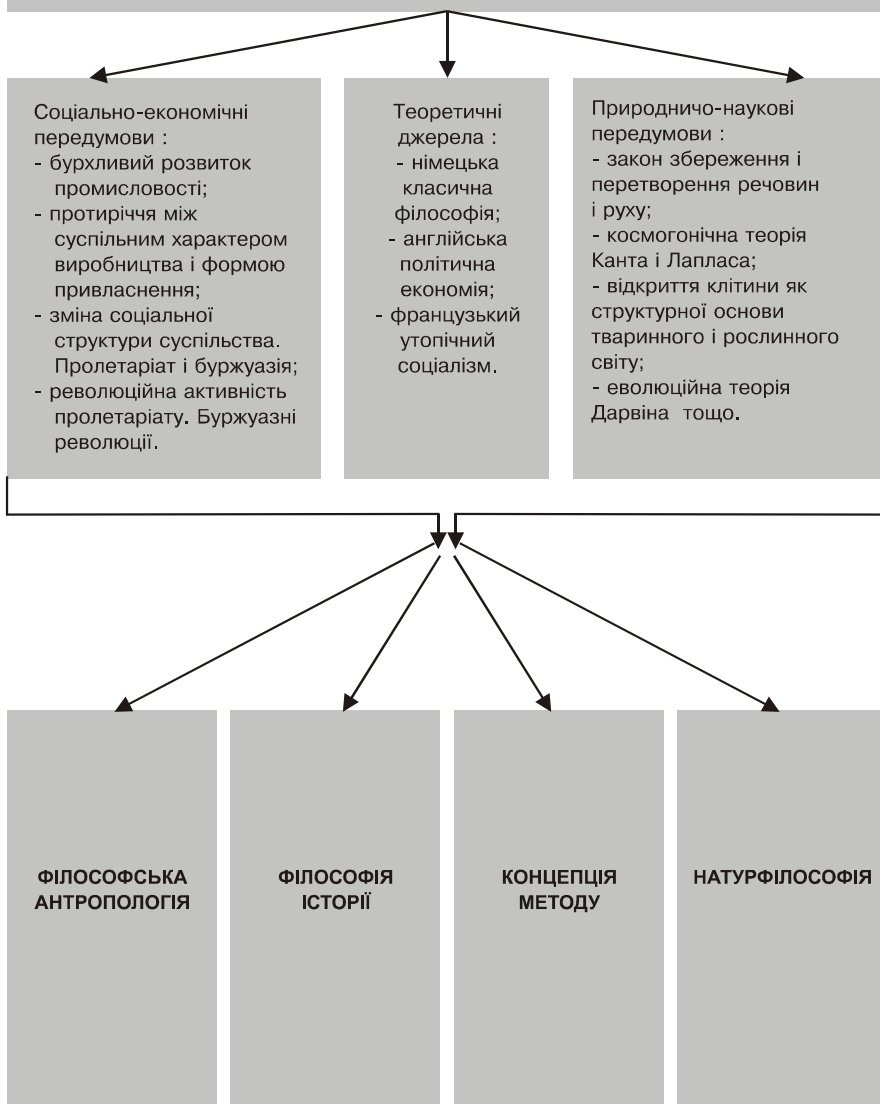 Соціально-економічні
передумови :
- бурхливий розвиток
промисловості;
- протиріччя між
суспільним характером
виробництва і формою
привласнення;
- зміна соціальної
структури суспільства.
Пролетаріат і буржуазія;
- революційна активність
пролетаріату. Буржуазні
революції.
Теоретичні
джерела :
- німецька
класична
філософія;
- англійська
політична
економія;
- французький
утопічний
соціалізм.
Природничо-наукові
передумови :
- закон збереження і
перетворення речовин
і руху;
- космогонічна теорія
Канта і Лапласа;
- відкриття клітини як
структурної основи
тваринного і рослинного
світу;
- еволюційна теорія
Дарвіна тощо.
ФІЛОСОФСЬКА
АНТРОПОЛОГІЯ
ФІЛОСОФІЯ
ІСТОРІЇ
КОНЦЕПЦІЯ
МЕТОДУ
НАТУРФІЛОСОФІЯ